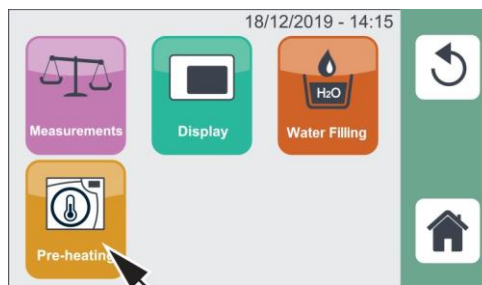 18/12/2019 - 14:15
Measurements
Display
H2O
Water Filling
Pre-heating